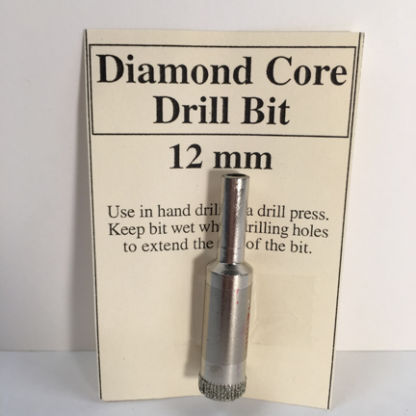 Diamond Core
Drill Bit
12 mm
Use in hand drill a drill press.
Keep bit wet when drilling holes
to extend the of the bit.